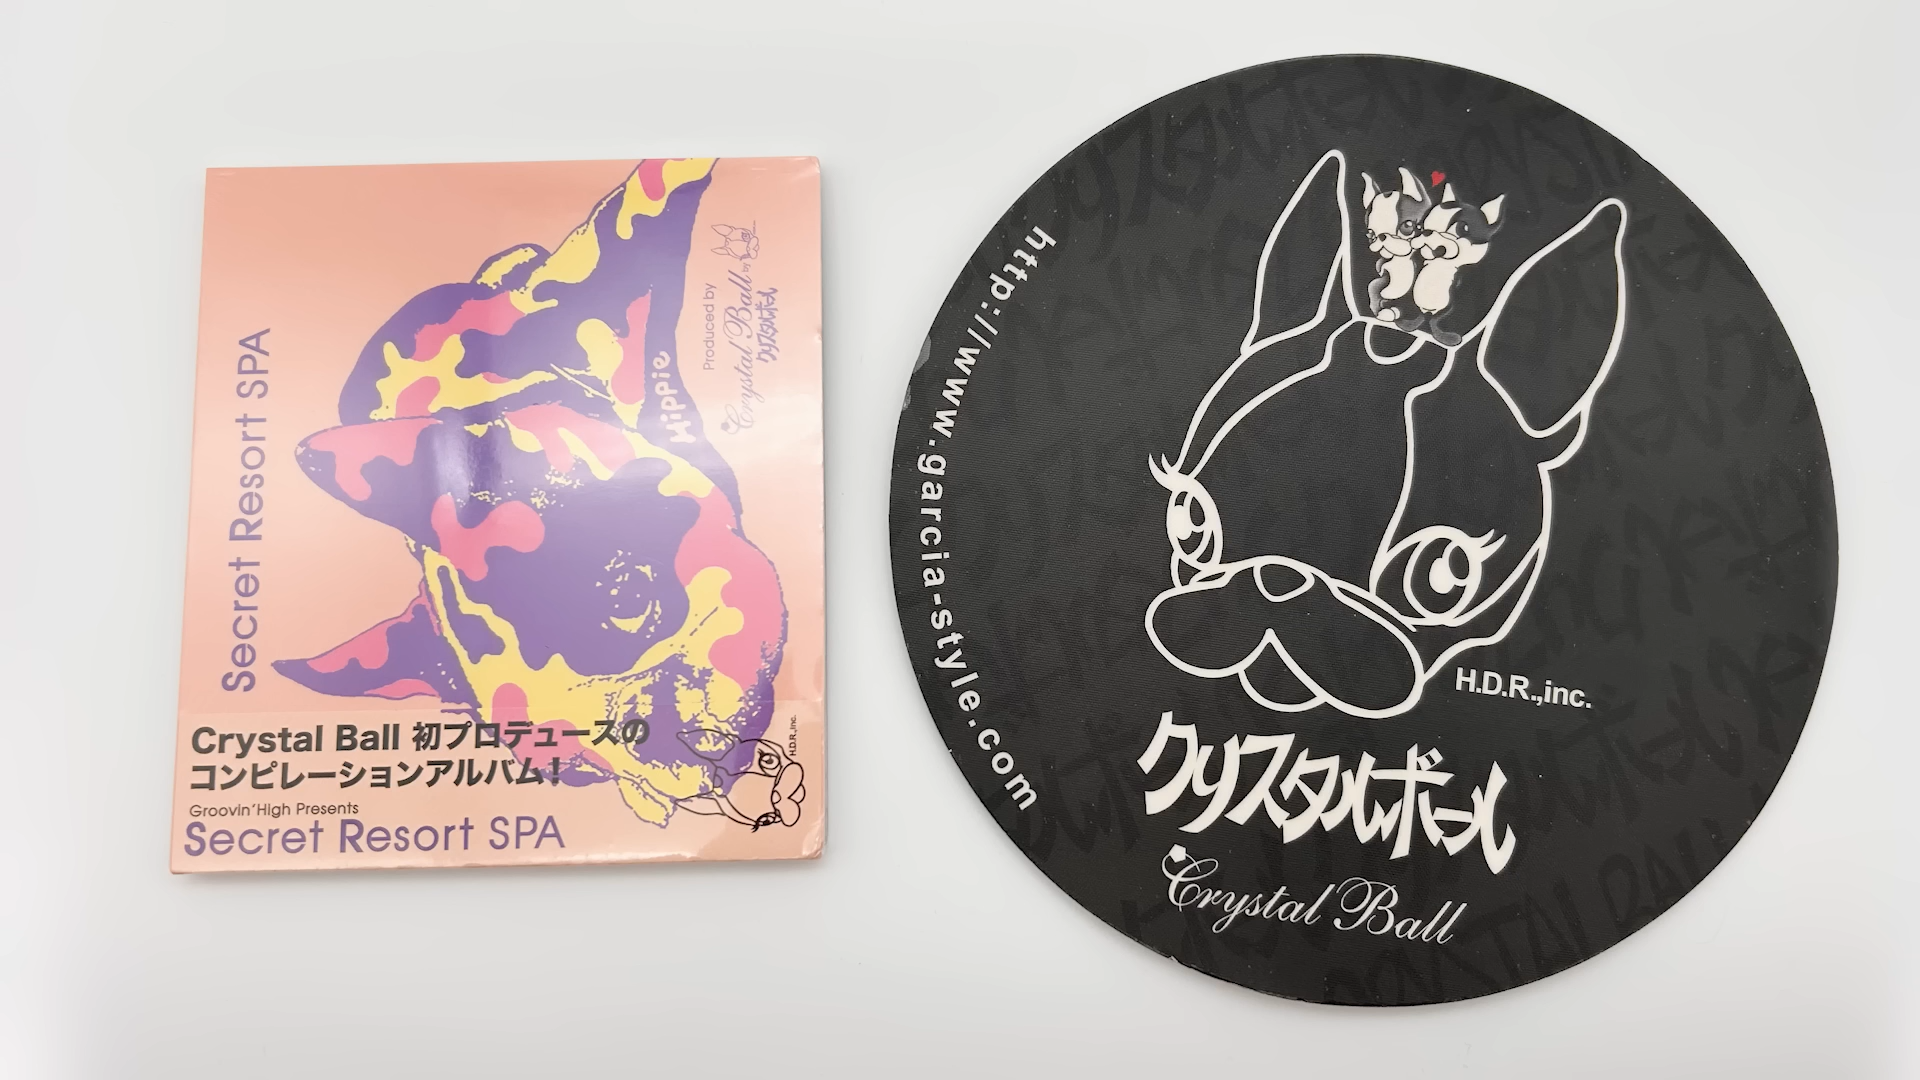 Secret Resort SPA
Hippie
Produced by
Crystal Ball
クリスタルボール
Crystal Ball 初プロデュースの
コンピレーションアルバム!
Groovin'High Presents
Secret Resort SPA
H.D.R.,inc.
http://www.garcia-style.com
H.D.R.,inc.
クリスタルボール
Crystal Ball